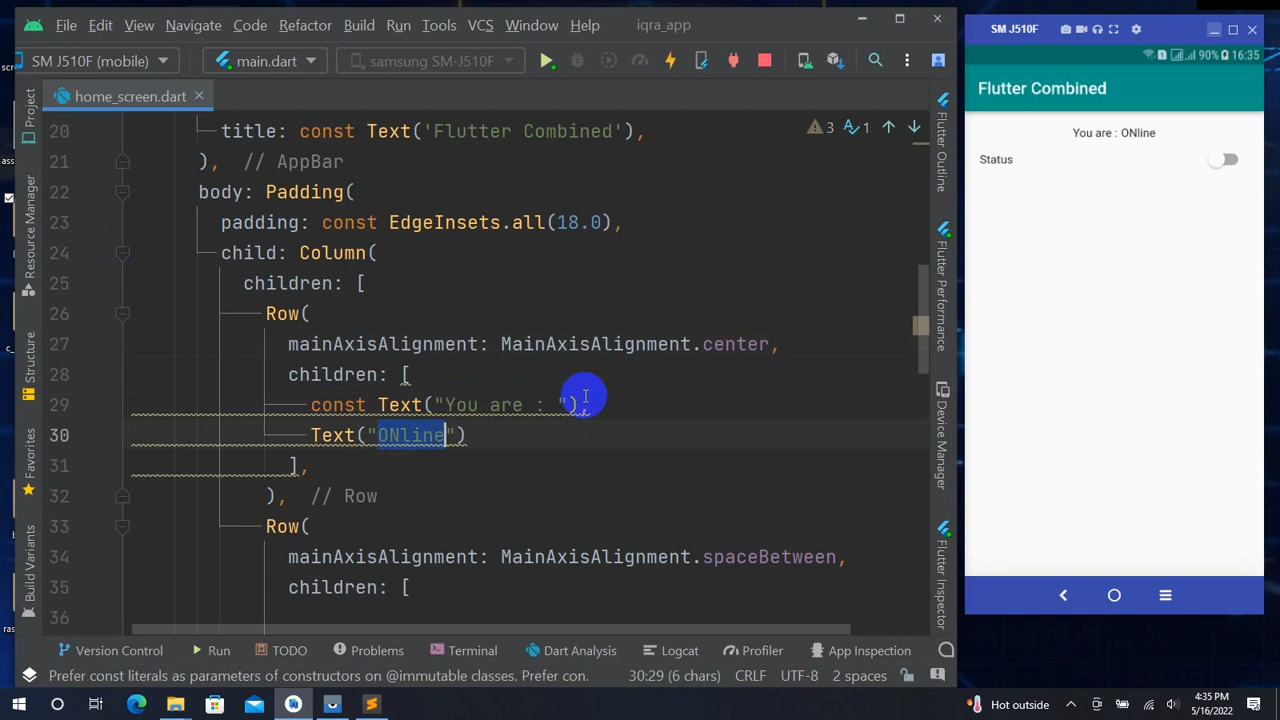 File Edit View Navigate Code Refactor Build Run Tools VCS Window Help iqra_app
SM J510F (mobile) main.dart samsung SM-J510F
home_screen.dart
20 title: const Text('Flutter Combined'),
3 1
21 ), // AppBar
22 body: Padding(
23 padding: const EdgeInsets.all(18.0),
24 child: Column(
25 children: [
26 Row(
27 mainAxisAlignment: MainAxisAlignment.center,
28 children: [
29 const Text("You are : "),
30 Text("ONline")
31 ],
32 ), // Row
33 Row(
34 mainAxisAlignment: MainAxisAlignment.spaceBetween,
35 children: [
36
Project
Resource Manager
Structure
Favorites
Build Variants
Flutter Outline
Flutter Performance
Device Manager
Flutter Inspector
Version Control Run TODO Problems Terminal Dart Analysis Logcat Profiler App Inspection
Prefer const literals as parameters of constructors on @immutable classes. Prefer con. 30:29 (6 chars) CRLF UTF-8 2 spaces
SM J510F
90% 16:35
Flutter Combined
You are : ONline
Status
Hot outside
4:35 PM
5/16/2022